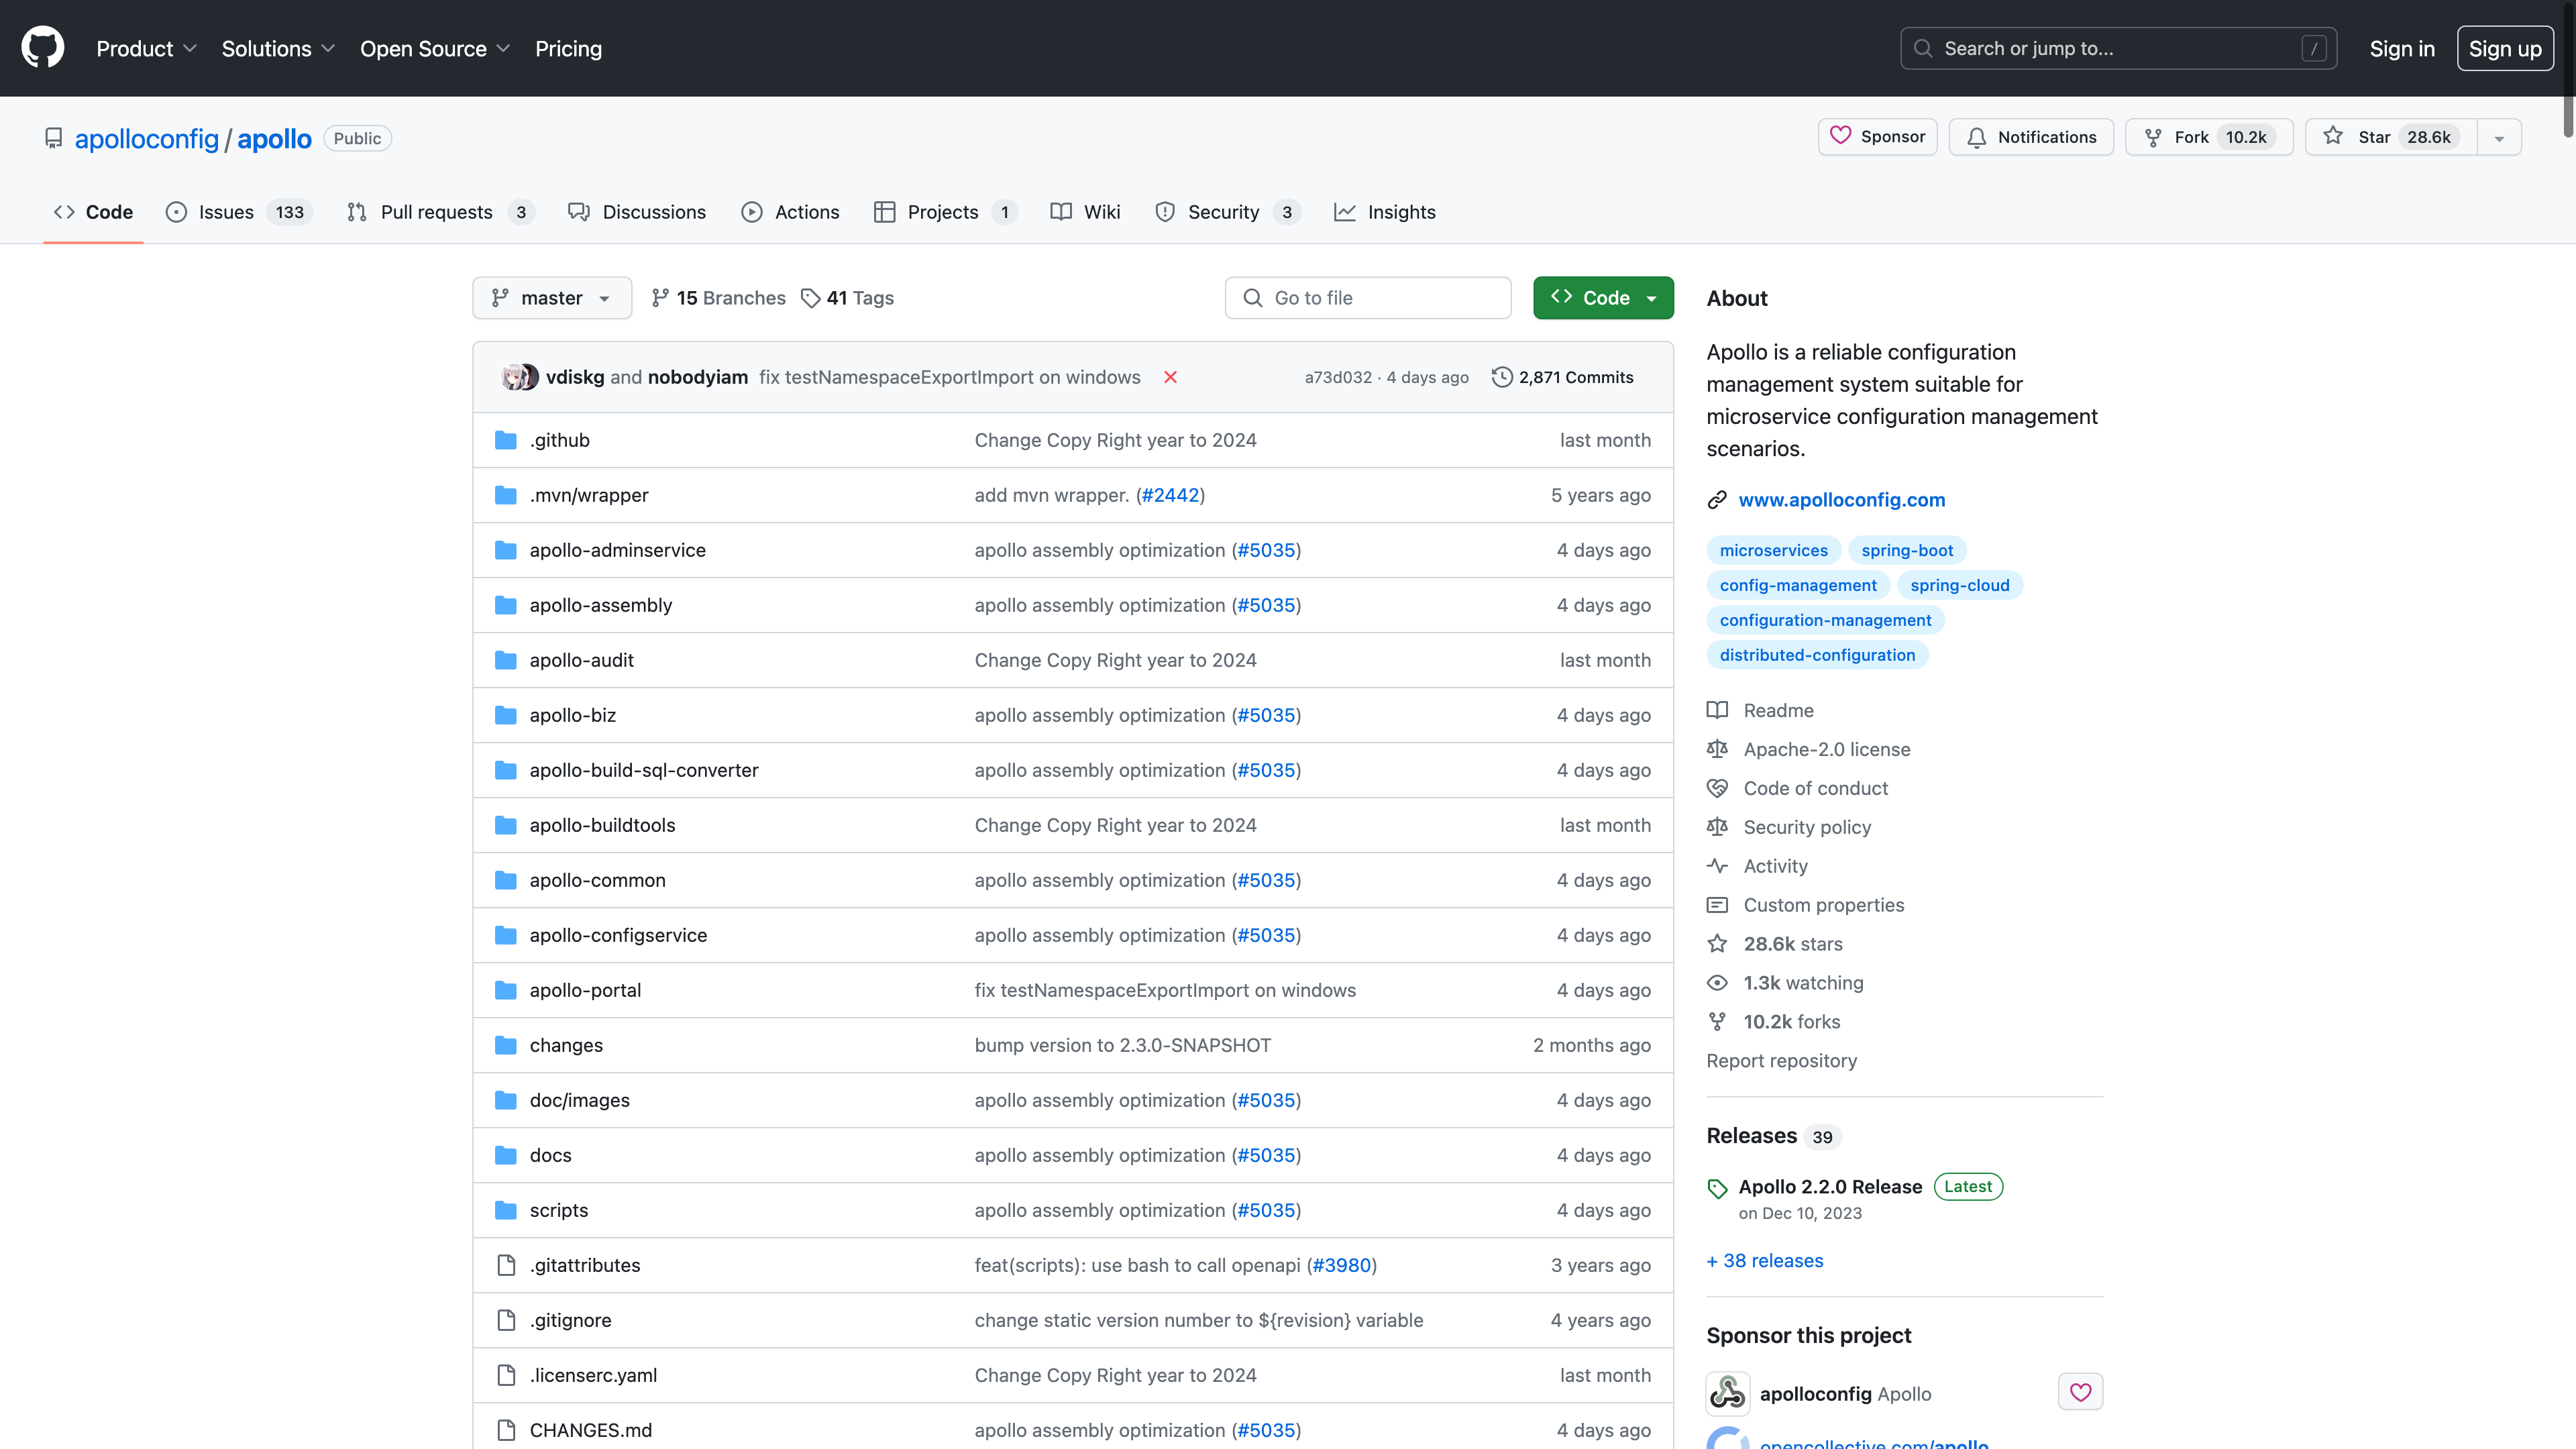 Product Solutions Open Source Pricing Search or jump to... / Sign in Sign up
apolloconfig / apollo Public Sponsor Notifications Fork 10.2k Star 28.6k
Code Issues 133 Pull requests 3 Discussions Actions Projects 1 Wiki Security 3 Insights
master 15 Branches 41 Tags Go to file Code
vdiskg and nobodyiam fix testNamespaceExportImport on windows a73d032 · 4 days ago 2,871 Commits
.github Change Copy Right year to 2024 last month
.mvn/wrapper add mvn wrapper. (#2442) 5 years ago
apollo-adminservice apollo assembly optimization (#5035) 4 days ago
apollo-assembly apollo assembly optimization (#5035) 4 days ago
apollo-audit Change Copy Right year to 2024 last month
apollo-biz apollo assembly optimization (#5035) 4 days ago
apollo-build-sql-converter apollo assembly optimization (#5035) 4 days ago
apollo-buildtools Change Copy Right year to 2024 last month
apollo-common apollo assembly optimization (#5035) 4 days ago
apollo-configservice apollo assembly optimization (#5035) 4 days ago
apollo-portal fix testNamespaceExportImport on windows 4 days ago
changes bump version to 2.3.0-SNAPSHOT 2 months ago
doc/images apollo assembly optimization (#5035) 4 days ago
docs apollo assembly optimization (#5035) 4 days ago
scripts apollo assembly optimization (#5035) 4 days ago
.gitattributes feat(scripts): use bash to call openapi (#3980) 3 years ago
.gitignore change static version number to ${revision} variable 4 years ago
.licenserc.yaml Change Copy Right year to 2024 last month
CHANGES.md apollo assembly optimization (#5035) 4 days ago
About
Apollo is a reliable configuration
management system suitable for
microservice configuration management
scenarios.
www.apolloconfig.com
microservices spring-boot
config-management spring-cloud
configuration-management
distributed-configuration
Readme
Apache-2.0 license
Code of conduct
Security policy
Activity
Custom properties
28.6k stars
1.3k watching
10.2k forks
Report repository
Releases 39
Apollo 2.2.0 Release Latest
on Dec 10, 2023
+ 38 releases
Sponsor this project
apolloconfig Apollo
opencollective.com/apollo